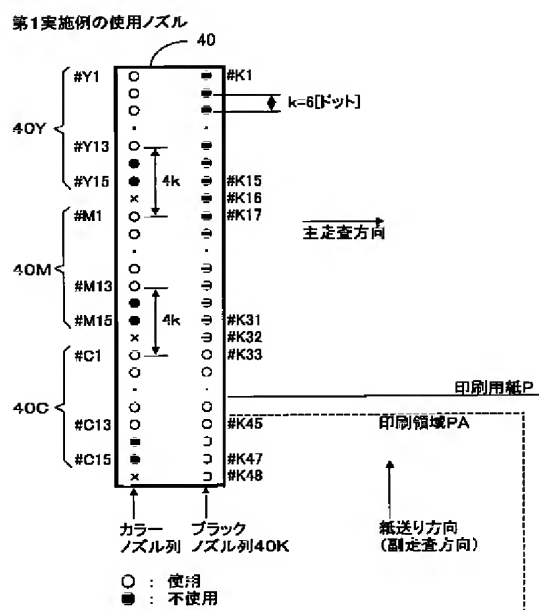 第1実施例の使用ノズル
40
#Y1
#K1
k=6[ドット]
40Y
#Y13
4k
#Y15
#K15
#K16
#M1
#K17
主走査方向
40M
#M13
4k
#M15
#K31
#K32
#C1
#K33
印刷用紙P
40C
#C13
#K45
印刷領域PA
#C15
#K47
#K48
カラー
ノズル列
ブラック
ノズル列40K
紙送り方向
(副走査方向)
○ : 使用
● : 不使用